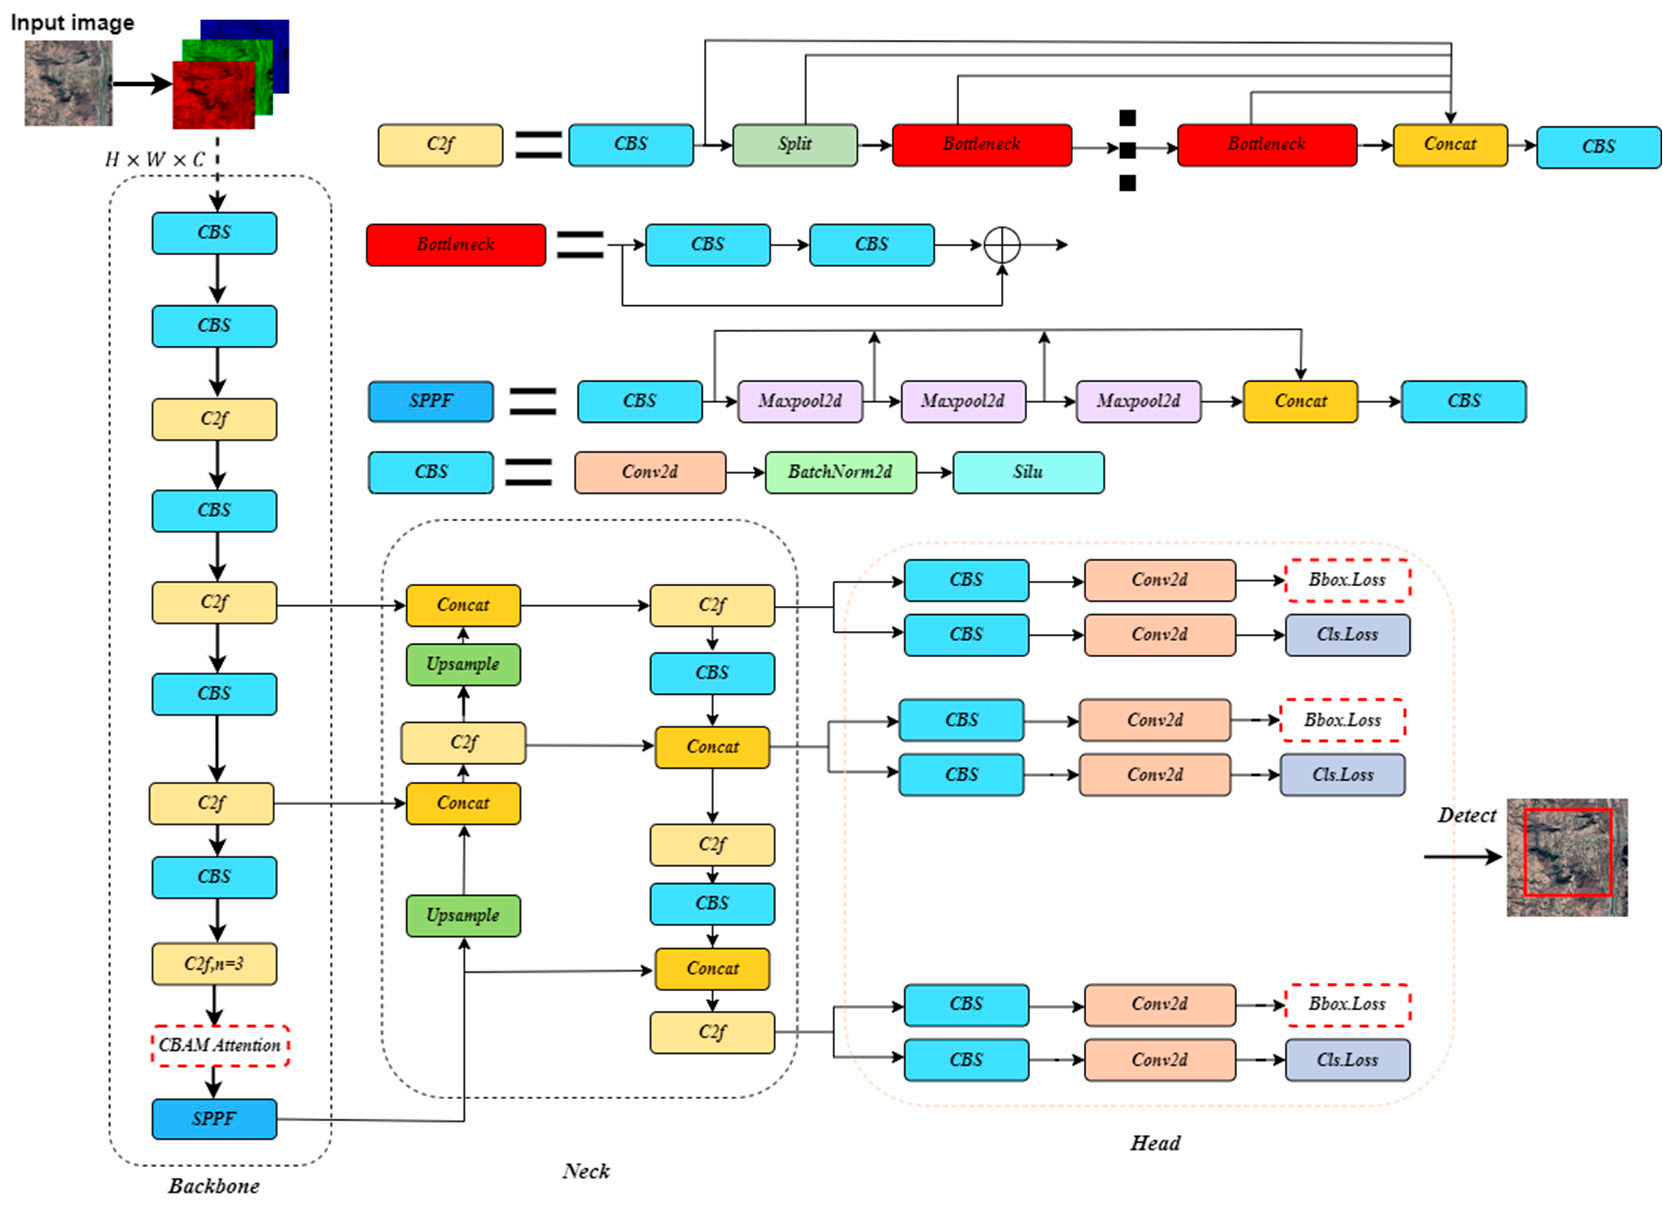 Input image
H × W × C
CBS
CBS
C2f
CBS
C2f
CBS
C2f
CBS
C2f,n=3
CBAM Attention
SPPF
Backbone
C2f
CBS
Split
Bottleneck
Bottleneck
Concat
CBS
Bottleneck
CBS
CBS
SPPF
CBS
Maxpool2d
Maxpool2d
Maxpool2d
Concat
CBS
CBS
Conv2d
BatchNorm2d
Silu
Concat
Upsample
C2f
Concat
Upsample
C2f
CBS
Concat
C2f
CBS
Concat
C2f
Neck
CBS
Conv2d
Bbox.Loss
CBS
Conv2d
Cls.Loss
CBS
Conv2d
Bbox.Loss
CBS
Conv2d
Cls.Loss
CBS
Conv2d
Bbox.Loss
CBS
Conv2d
Cls.Loss
Head
Detect